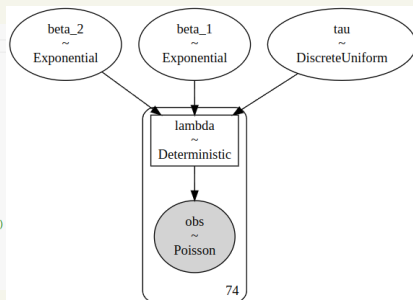 beta_2
~
Exponential
beta_1
~
Exponential
tau
~
DiscreteUniform
lambda
~
Deterministic
obs
~
Poisson
74
)